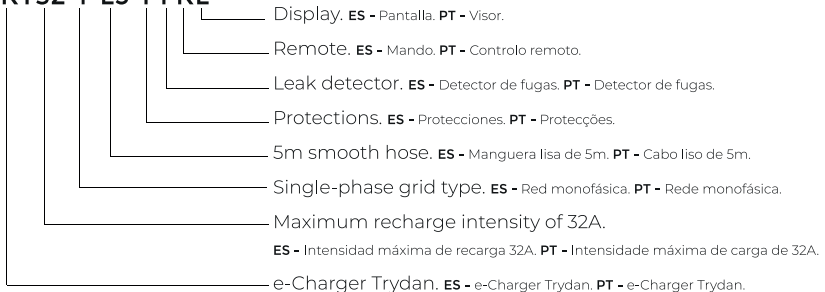 Display. ES - Pantalla. PT - Visor.
Remote. ES - Mando. PT - Controlo remoto.
Leak detector. ES - Detector de fugas. PT - Detector de fugas.
Protections. ES - Protecciones. PT - Protecções.
5m smooth hose. ES - Manguera lisa de 5m. PT - Cabo liso de 5m.
Single-phase grid type. ES - Red monofásica. PT - Rede monofásica.
Maximum recharge intensity of 32A.
ES - Intensidad máxima de recarga 32A. PT - Intensidade máxima de carga de 32A.
e-Charger Trydan. ES - e-Charger Trydan. PT - e-Charger Trydan.